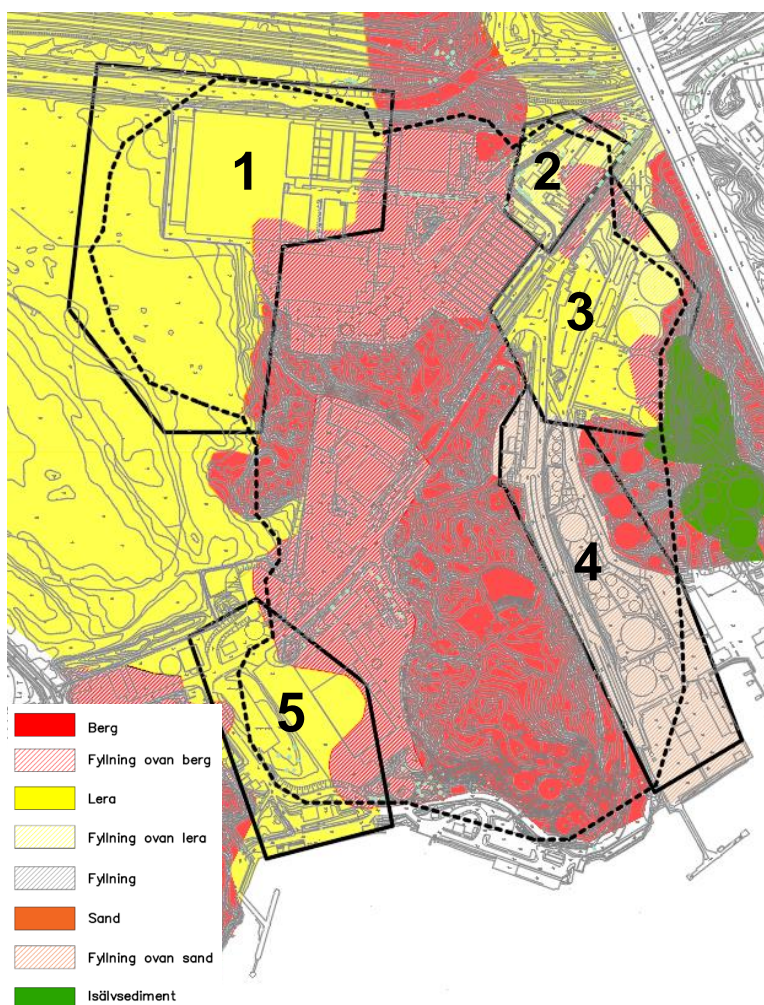 1
2
3
4
5
Berg
Fyllning ovan berg
Lera
Fyllning ovan lera
Fyllning
Sand
Fyllning ovan sand
Isälvsediment